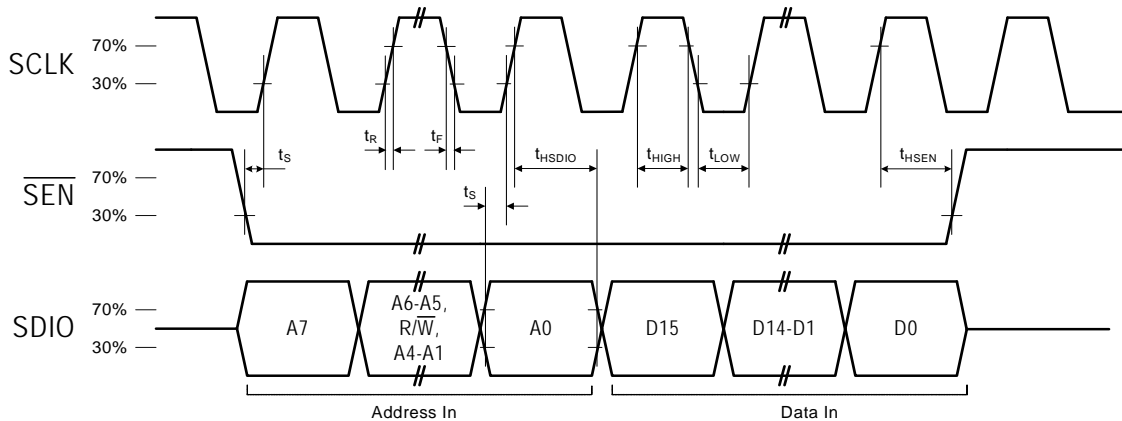 SCLK
70%
30%
tS
tR
tF
tHSDIO
tHIGH
tLOW
tHSEN
SEN
70%
30%
tS
SDIO
70%
30%
A7
A6-A5,
R/W,
A4-A1
A0
D15
D14-D1
D0
Address In
Data In